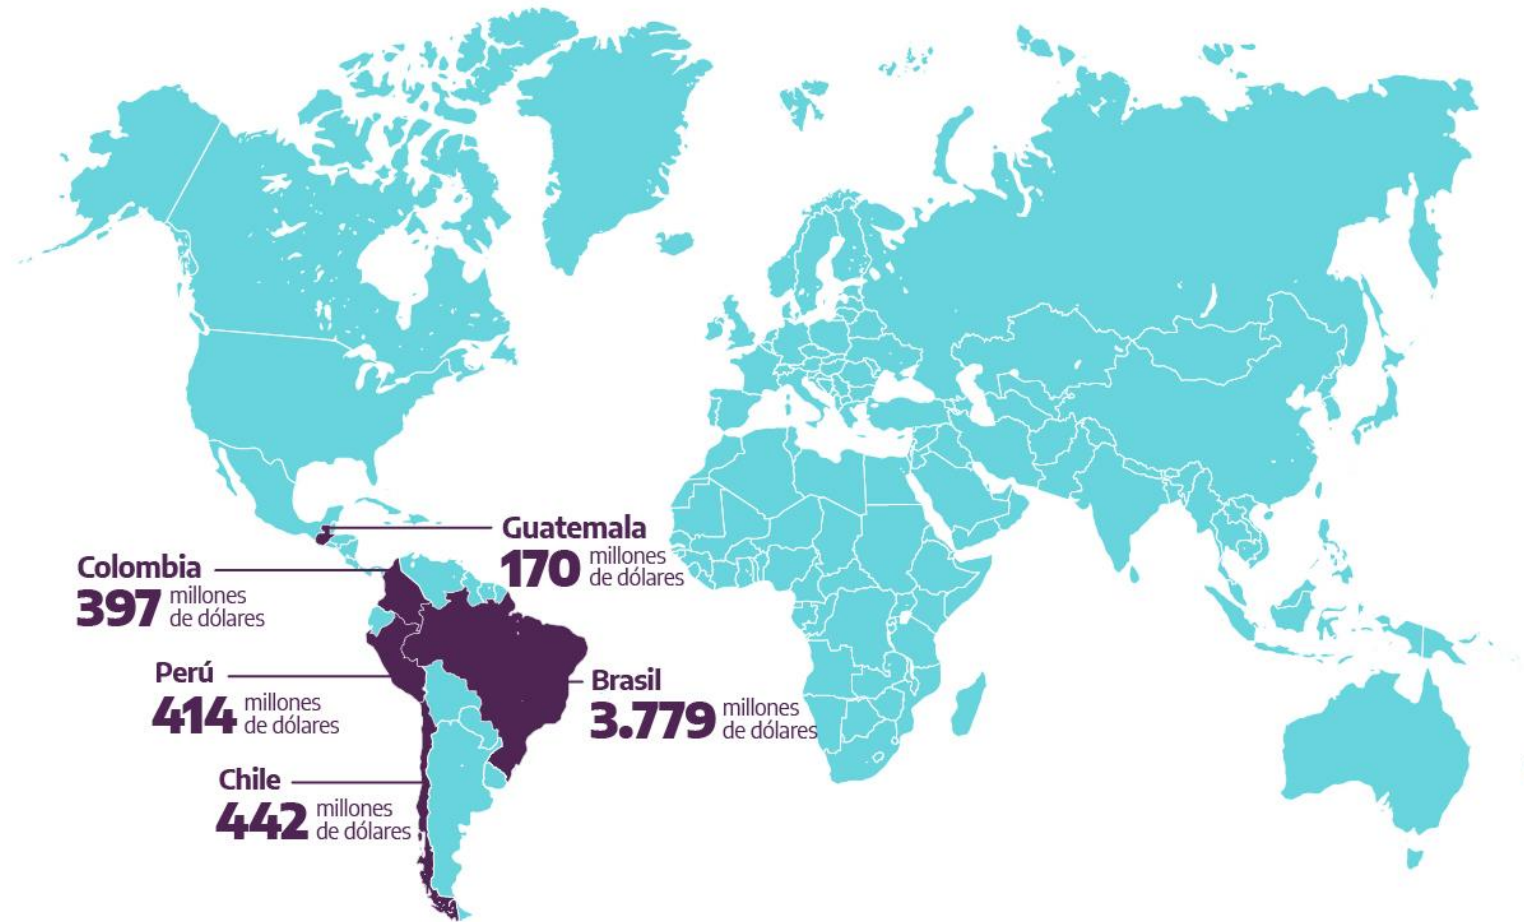 Guatemala
170 millones
de dólares
Colombia
397 millones
de dólares
Perú
414 millones
de dólares
Brasil
3.779 millones
de dólares
Chile
442 millones
de dólares